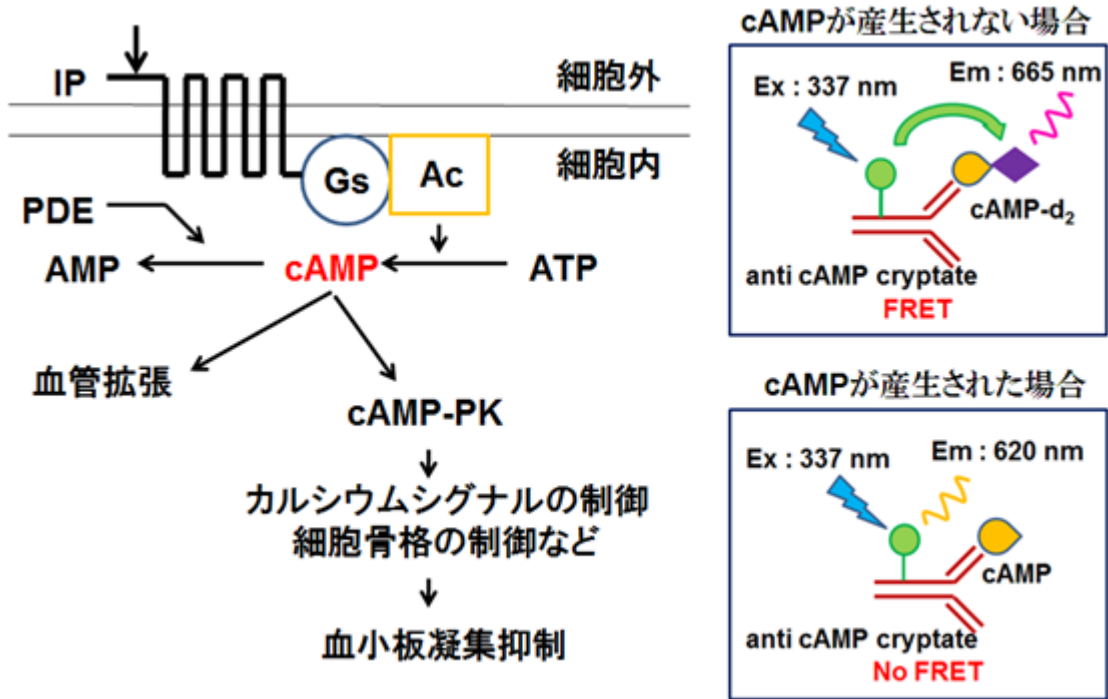 IP
細胞外
細胞内
Gs
Ac
PDE
AMP
cAMP
ATP
血管拡張
cAMP-PK
カルシウムシグナルの制御
細胞骨格の制御など
血小板凝集抑制
cAMPが産生されない場合
Ex : 337 nm
Em : 665 nm
cAMP-d₂
anti cAMP cryptate
FRET
cAMPが産生された場合
Ex : 337 nm
Em : 620 nm
cAMP
anti cAMP cryptate
No FRET